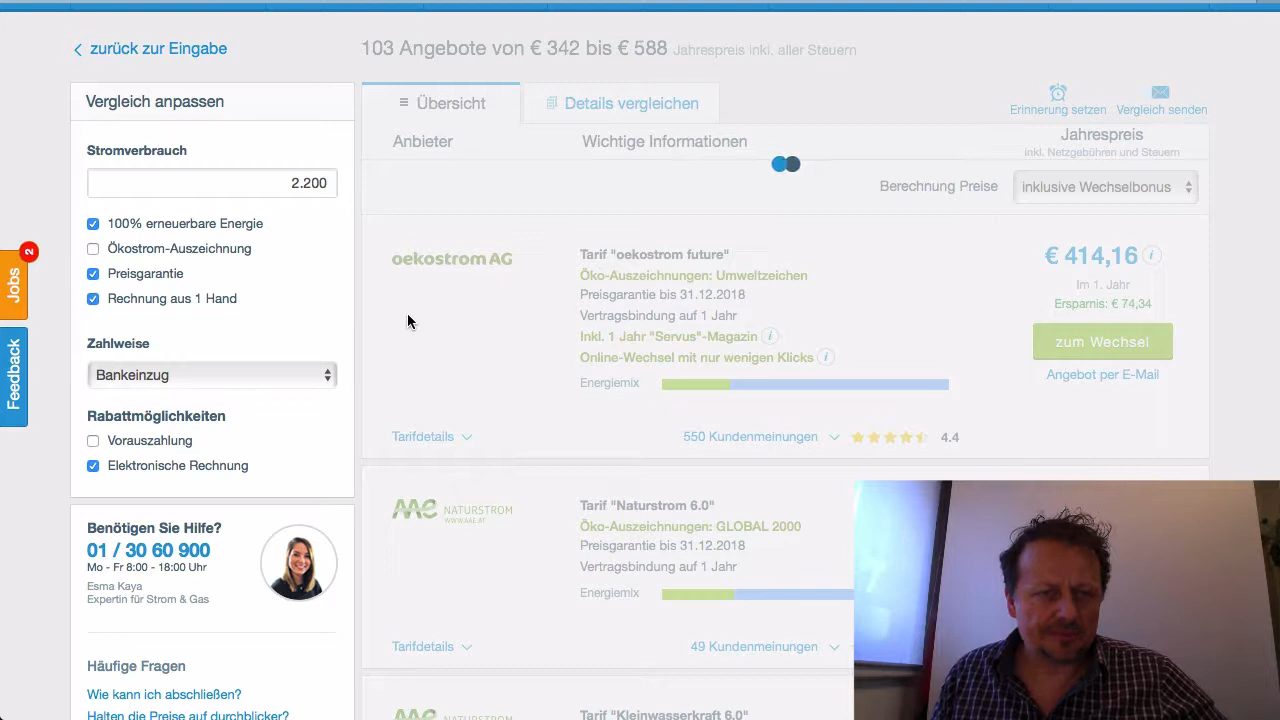 zurück zur Eingabe
103 Angebote von € 342 bis € 588 Jahrespreis inkl. aller Steuern
Vergleich anpassen
Stromverbrauch
2.200
100% erneuerbare Energie
Ökostrom-Auszeichnung
Preisgarantie
Rechnung aus 1 Hand
Zahlweise
Bankeinzug
Rabattmöglichkeiten
Vorauszahlung
Elektronische Rechnung
Jobs
2
Feedback
Benötigen Sie Hilfe?
01 / 30 60 900
Mo - Fr 8:00 - 18:00 Uhr
Esma Kaya
Expertin für Strom & Gas
Häufige Fragen
Wie kann ich abschließen?
Halten die Preise auf durchblicker?
Übersicht
Details vergleichen
Erinnerung setzen
Vergleich senden
Anbieter
Wichtige Informationen
Jahrespreis
inkl. Netzgebühren und Steuern
Berechnung Preise
inklusive Wechselbonus
oekostrom AG
Tarif "oekostrom future"
Öko-Auszeichnungen: Umweltzeichen
Preisgarantie bis 31.12.2018
Vertragsbindung auf 1 Jahr
Inkl. 1 Jahr "Servus"-Magazin i
Online-Wechsel mit nur wenigen Klicks i
Energiemix
€ 414,16 i
Im 1. Jahr
Ersparnis: € 74,34
zum Wechsel
Angebot per E-Mail
Tarifdetails
550 Kundenmeinungen
4.4
AAE NATURSTROM
WWW.AAE.AT
Tarif "Naturstrom 6.0"
Öko-Auszeichnungen: GLOBAL 2000
Preisgarantie bis 31.12.2018
Vertragsbindung auf 1 Jahr
Energiemix
Tarifdetails
49 Kundenmeinungen
AAE NATURSTROM
Tarif "Kleinwasserkraft 6.0"